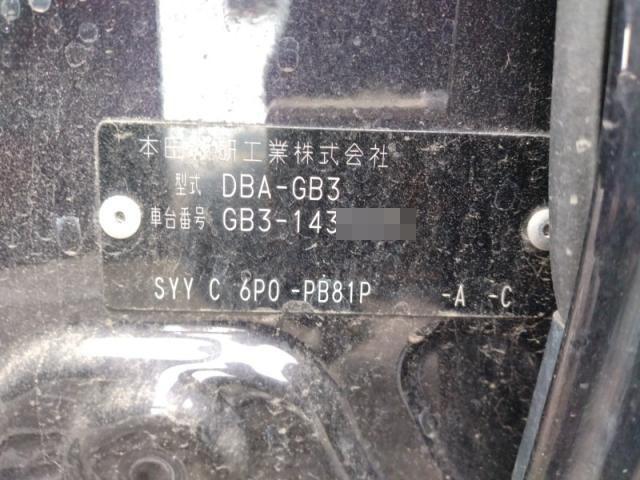 本田技研工業株式会社
型式 DBA-GB3
車台番号 GB3-143
SYY C 6P0 -PB81P -A -C